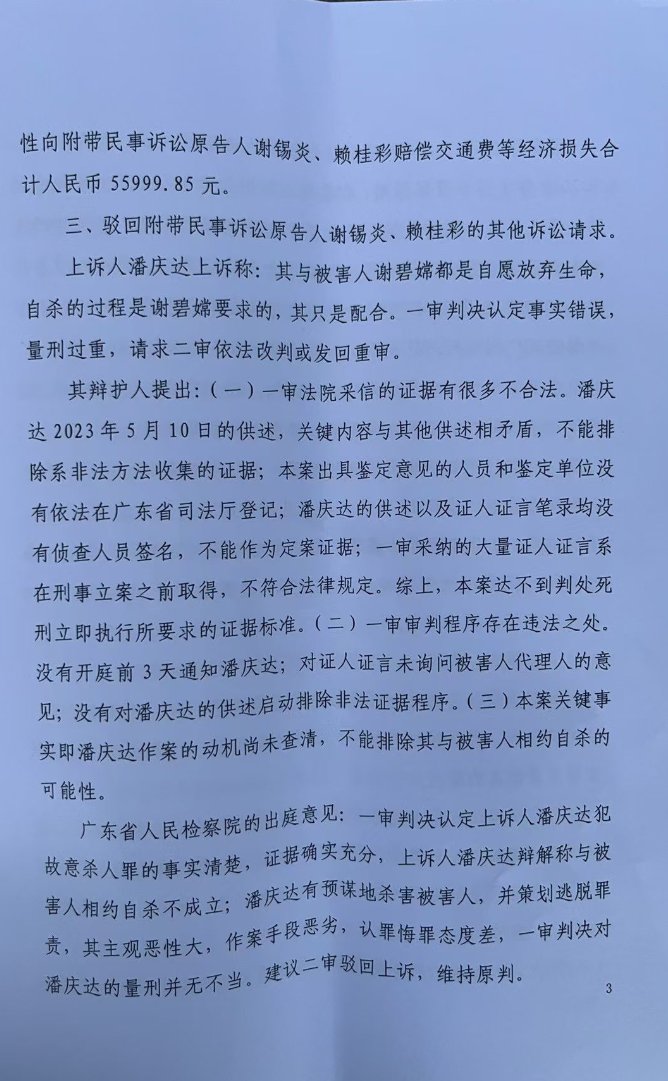 性向附带民事诉讼原告人谢锡炎、赖桂彩赔偿交通费等经济损失合
计人民币 55999.85 元。
三、驳回附带民事诉讼原告人谢锡炎、赖桂彩的其他诉讼请求。
上诉人潘庆达上诉称：其与被害人谢碧嫦都是自愿放弃生命，
自杀的过程是谢碧嫦要求的，其只是配合。一审判决认定事实错误，
量刑过重，请求二审依法改判或发回重审。
其辩护人提出：（一）一审法院采信的证据有很多不合法。潘庆
达 2023 年 5 月 10 日的供述，关键内容与其他供述相矛盾，不能排
除系非法方法收集的证据；本案出具鉴定意见的人员和鉴定单位没
有依法在广东省司法厅登记；潘庆达的供述以及证人证言笔录均没
有侦查人员签名，不能作为定案证据；一审采纳的大量证人证言系
在刑事立案之前取得，不符合法律规定。综上，本案达不到判处死
刑立即执行所要求的证据标准。（二）一审审判程序存在违法之处。
没有开庭前 3 天通知潘庆达；对证人证言未询问被害人代理人的意
见；没有对潘庆达的供述启动排除非法证据程序。（三）本案关键事
实即潘庆达作案的动机尚未查清，不能排除其与被害人相约自杀的
可能性。
广东省人民检察院的出庭意见：一审判决认定上诉人潘庆达犯
故意杀人罪的事实清楚，证据确实充分，上诉人潘庆达辩解称与被
害人相约自杀不成立；潘庆达有预谋地杀害被害人，并策划逃脱罪
责，其主观恶性大，作案手段恶劣，认罪悔罪态度差，一审判决对
潘庆达的量刑并无不当。建议二审驳回上诉，维持原判。
3